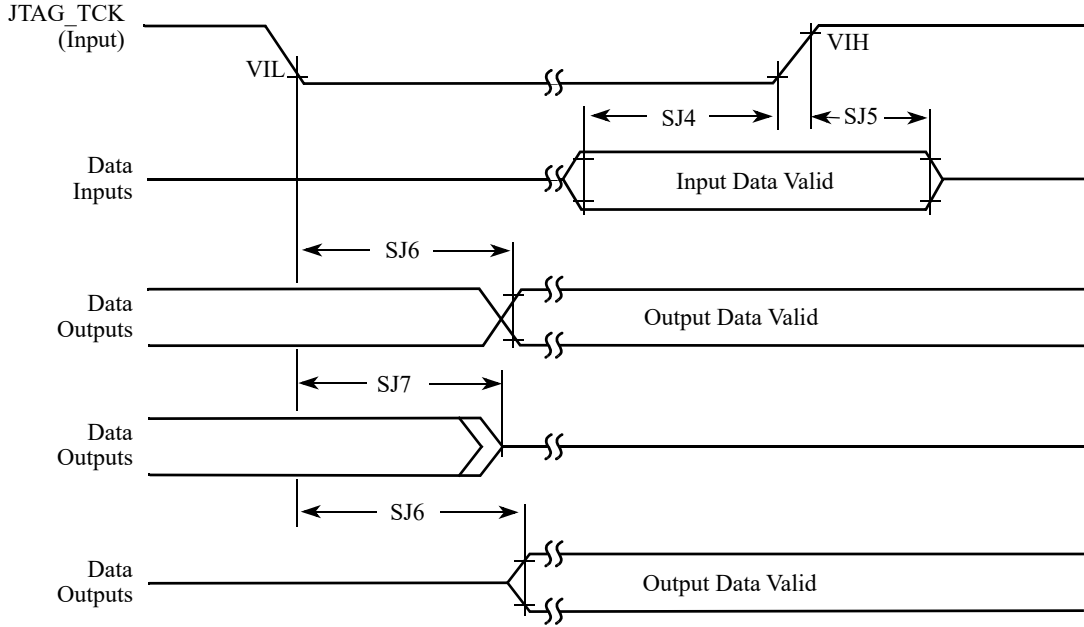 JTAG_TCK
(Input)
VIH
VIL
SJ4
SJ5
Data
Inputs
Input Data Valid
SJ6
Data
Outputs
Output Data Valid
SJ7
Data
Outputs
SJ6
Data
Outputs
Output Data Valid